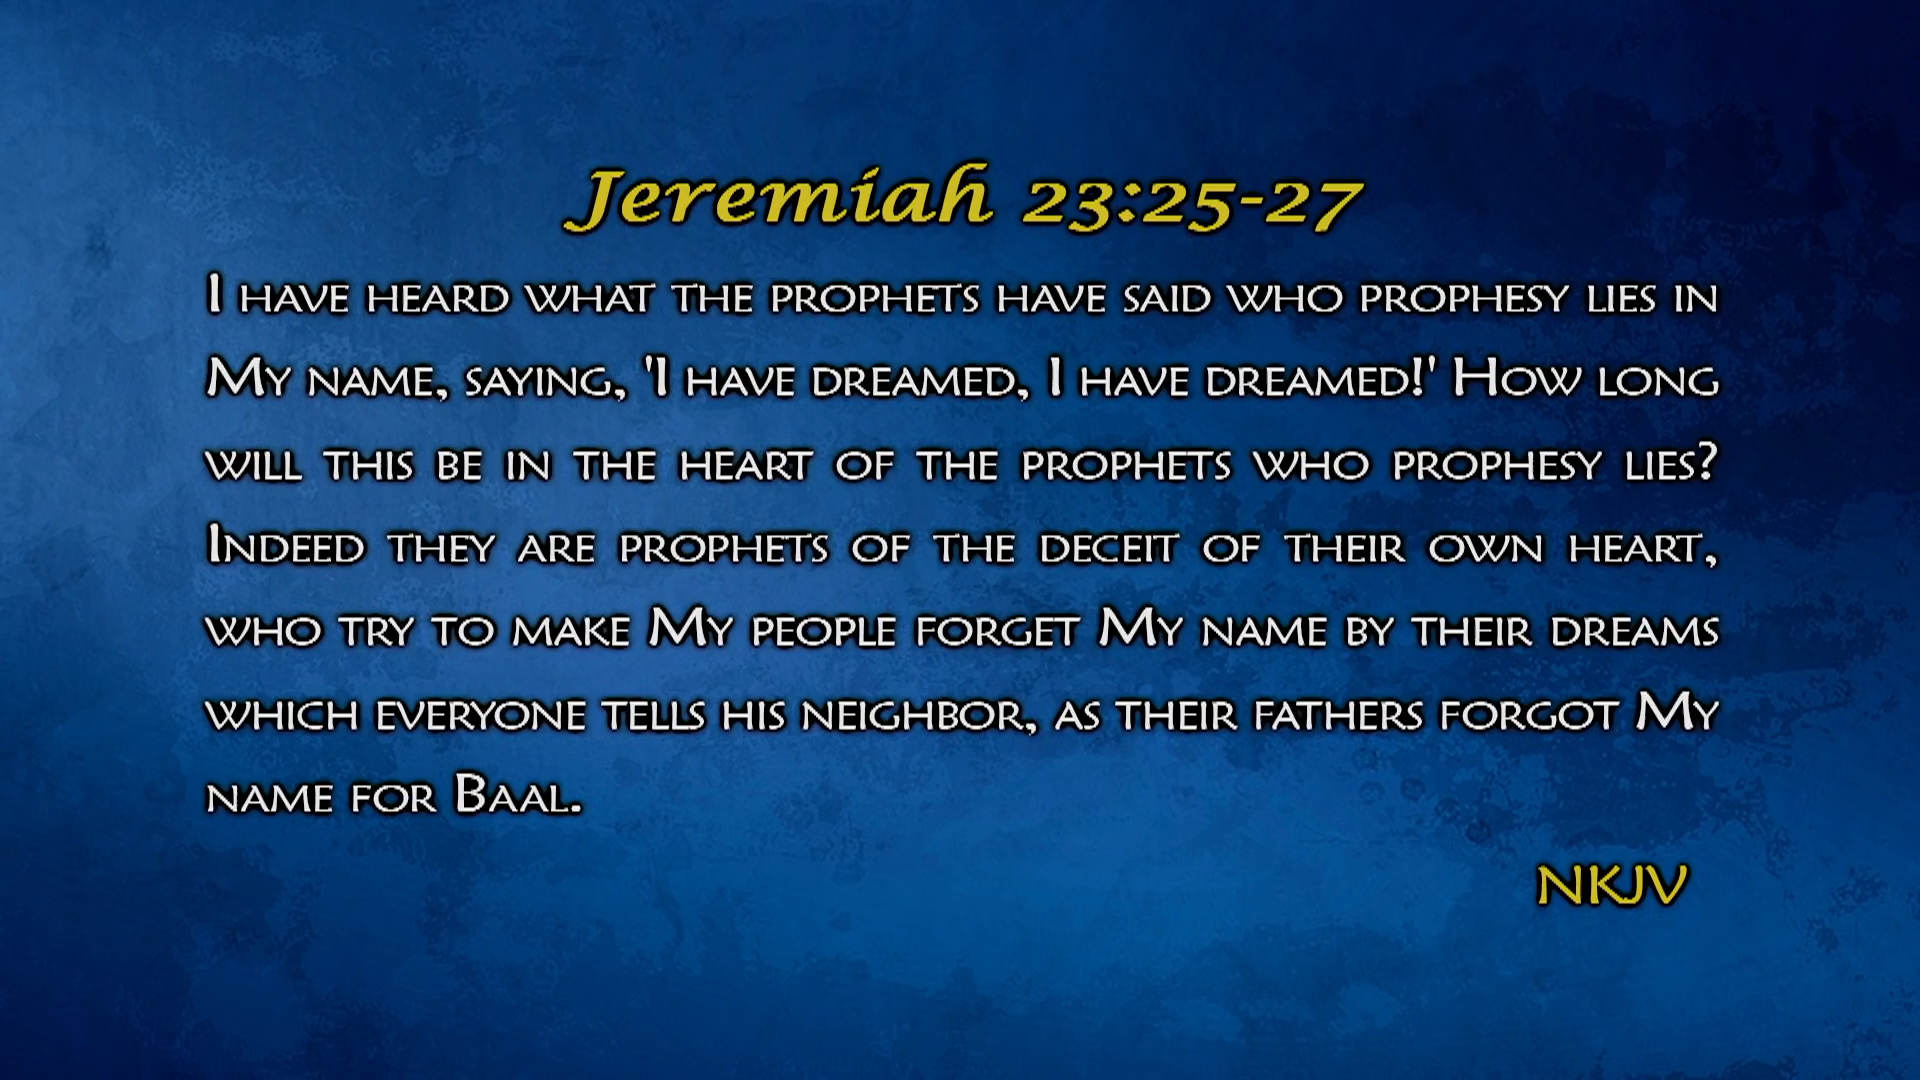 Jeremiah 23:25-27
I have heard what the prophets have said who prophesy lies in
My name, saying, 'I have dreamed, I have dreamed!' How long
will this be in the heart of the prophets who prophesy lies?
Indeed they are prophets of the deceit of their own heart,
who try to make My people forget My name by their dreams
which everyone tells his neighbor, as their fathers forgot My
name for Baal.
NKJV